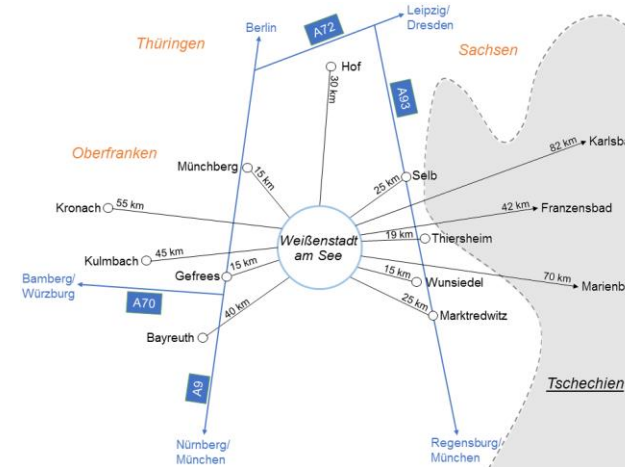 Leipzig/
Dresden
Berlin
A72
Thüringen
Sachsen
Hof
30 km
A93
82 km
Karlsba
Oberfranken
Münchberg
15 km
25 km
Selb
Kronach
55 km
42 km
Franzensbad
Weißenstadt
am See
19 km
Thiersheim
Kulmbach
45 km
Gefrees
15 km
15 km
Wunsiedel
70 km
Marienb
Bamberg/
Würzburg
A70
40 km
25 km
Marktredwitz
Bayreuth
A9
Tschechien
Nürnberg/
München
Regensburg/
München